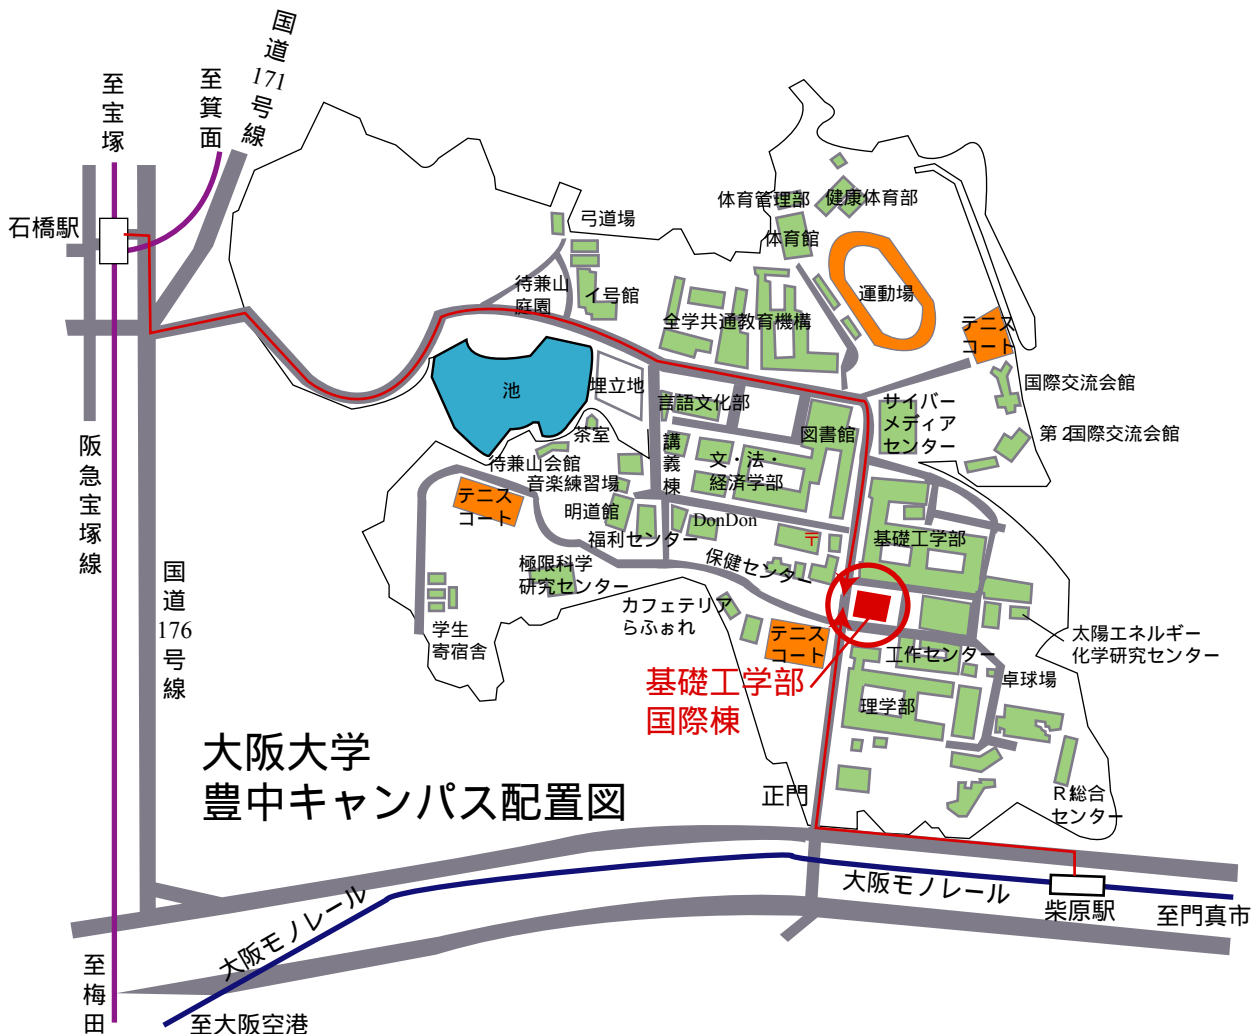 国道171号線
至宝塚
至箕面
石橋駅
弓道場
体育管理部
健康体育部
体育館
待兼山
庭園
イ号館
運動場
全学共通教育機構
テニス
コート
池
埋立地
言語文化部
国際交流会館
サイバー
メディア
センター
図書館
第2国際交流会館
茶室
講義棟
文・法・
経済学部
待兼山会館
音楽練習場
テニス
コート
明道館
DonDon
福利センター
〒
基礎工学部
阪急宝塚線
保健センター
極限科学
研究センター
国道176号線
カフェテリア
らふぉれ
学生
寄宿舎
テニス
コート
太陽エネルギー
化学研究センター
工作センター
卓球場
基礎工学部
国際棟
理学部
大阪大学
豊中キャンパス配置図
正門
R総合
センター
大阪モノレール
大阪モノレール
柴原駅
至門真市
至梅田
至大阪空港